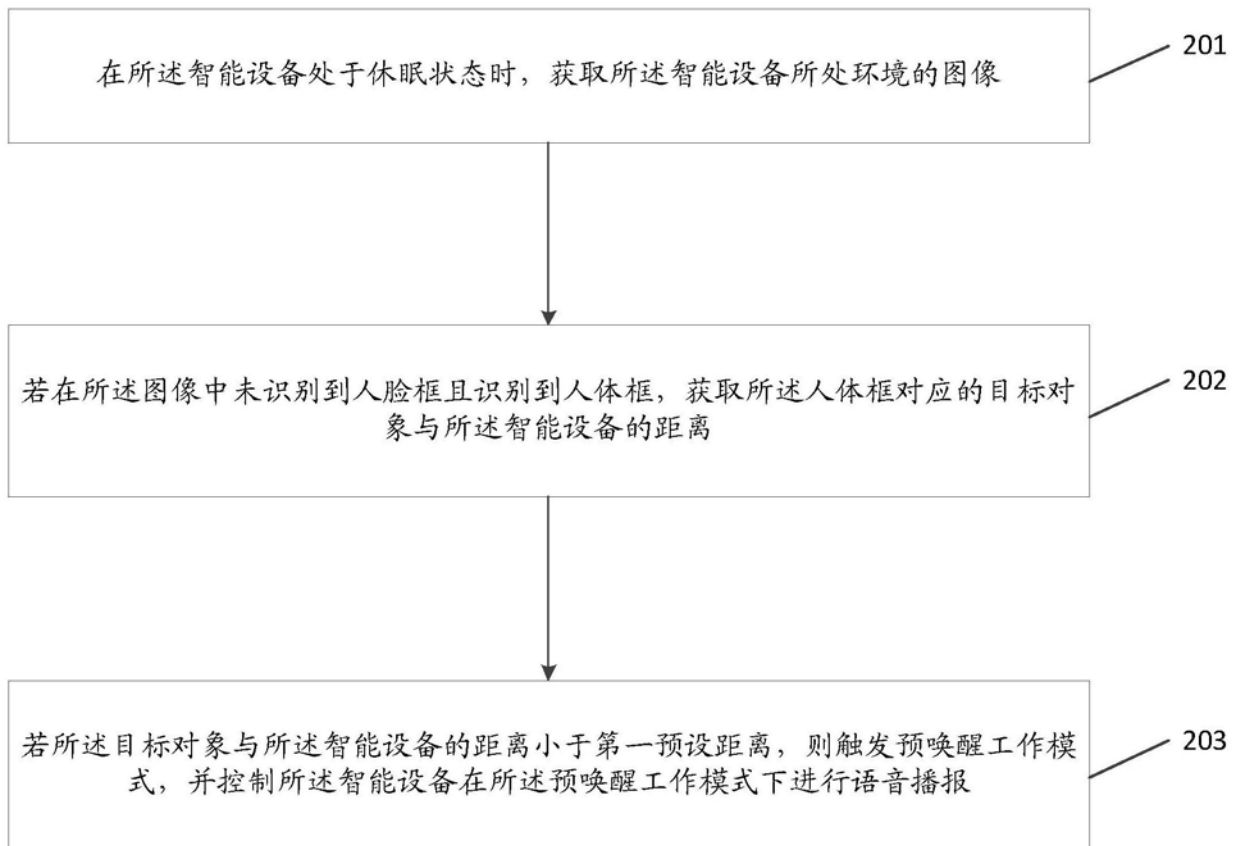 在所述智能设备处于休眠状态时，获取所述智能设备所处环境的图像
201
若在所述图像中未识别到人脸框且识别到人体框，获取所述人体框对应的目标对
象与所述智能设备的距离
202
若所述目标对象与所述智能设备的距离小于第一预设距离，则触发预唤醒工作模
式，并控制所述智能设备在所述预唤醒工作模式下进行语音播报
203